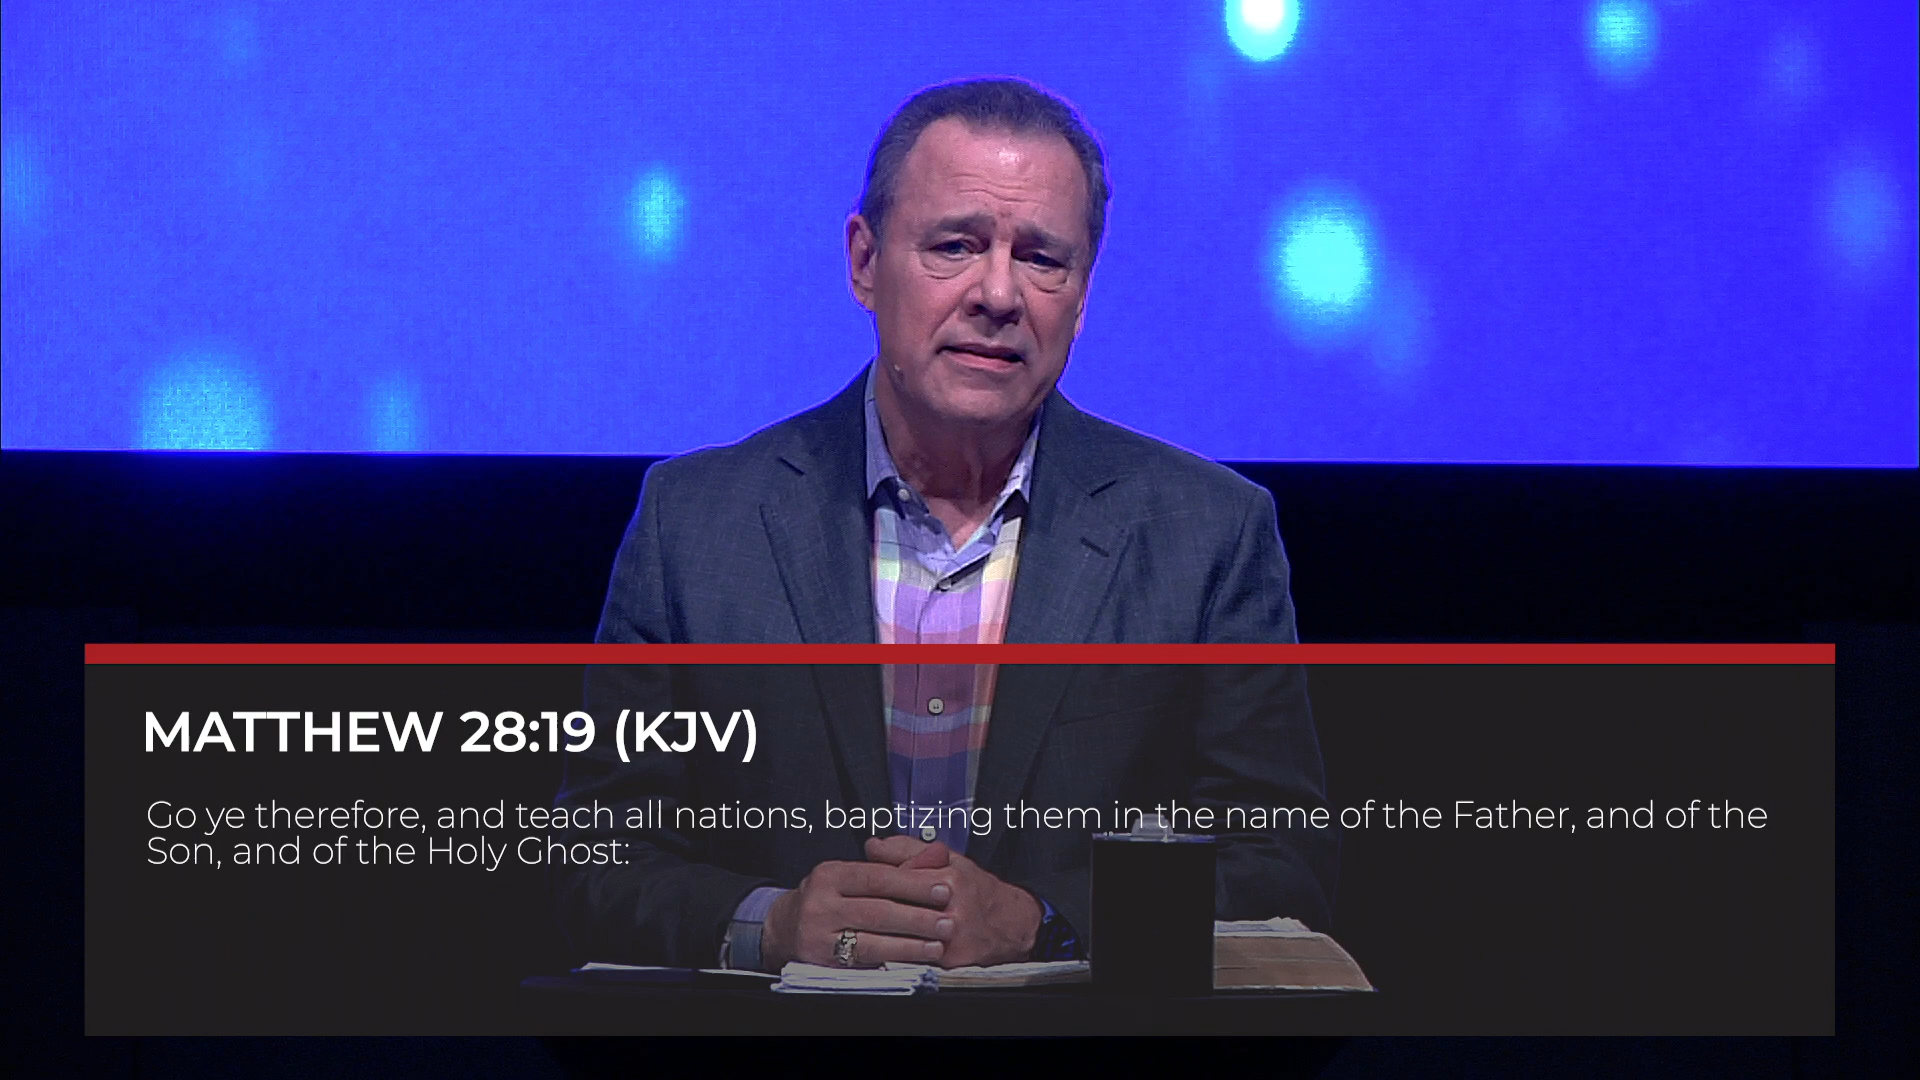 MATTHEW 28:19 (KJV)
Go ye therefore, and teach all nations, baptizing them in the name of the Father, and of the
Son, and of the Holy Ghost: